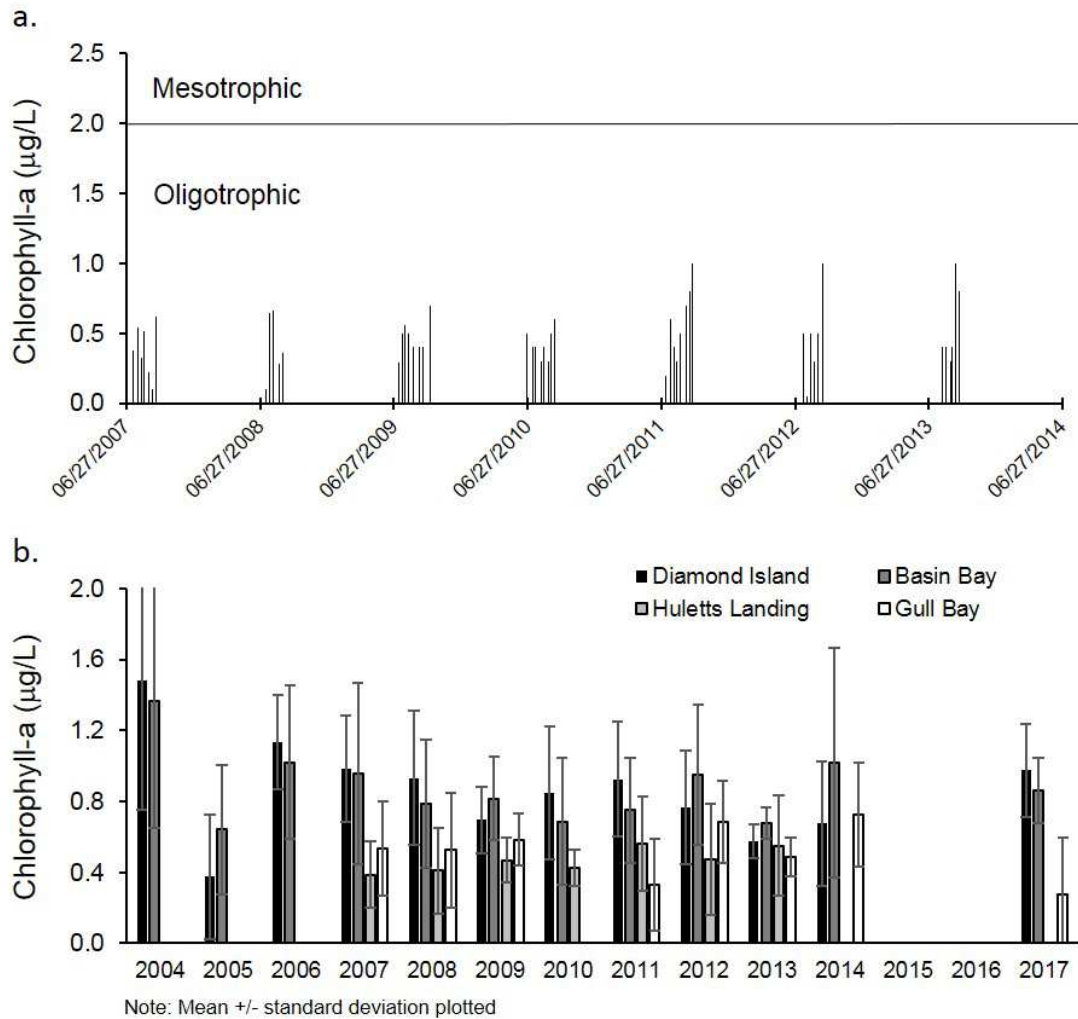 a.
2.5
Mesotrophic
2.0
Oligotrophic
1.5
1.0
0.5
0.0
Chlorophyll-a (µg/L)
06/27/2007
06/27/2008
06/27/2009
06/27/2010
06/27/2011
06/27/2012
06/27/2013
06/27/2014
b.
2.0
Diamond Island Basin Bay
Huletts Landing Gull Bay
1.6
1.2
0.8
0.4
0.0
Chlorophyll-a (µg/L)
2004 2005 2006 2007 2008 2009 2010 2011 2012 2013 2014 2015 2016 2017
Note: Mean +/- standard deviation plotted